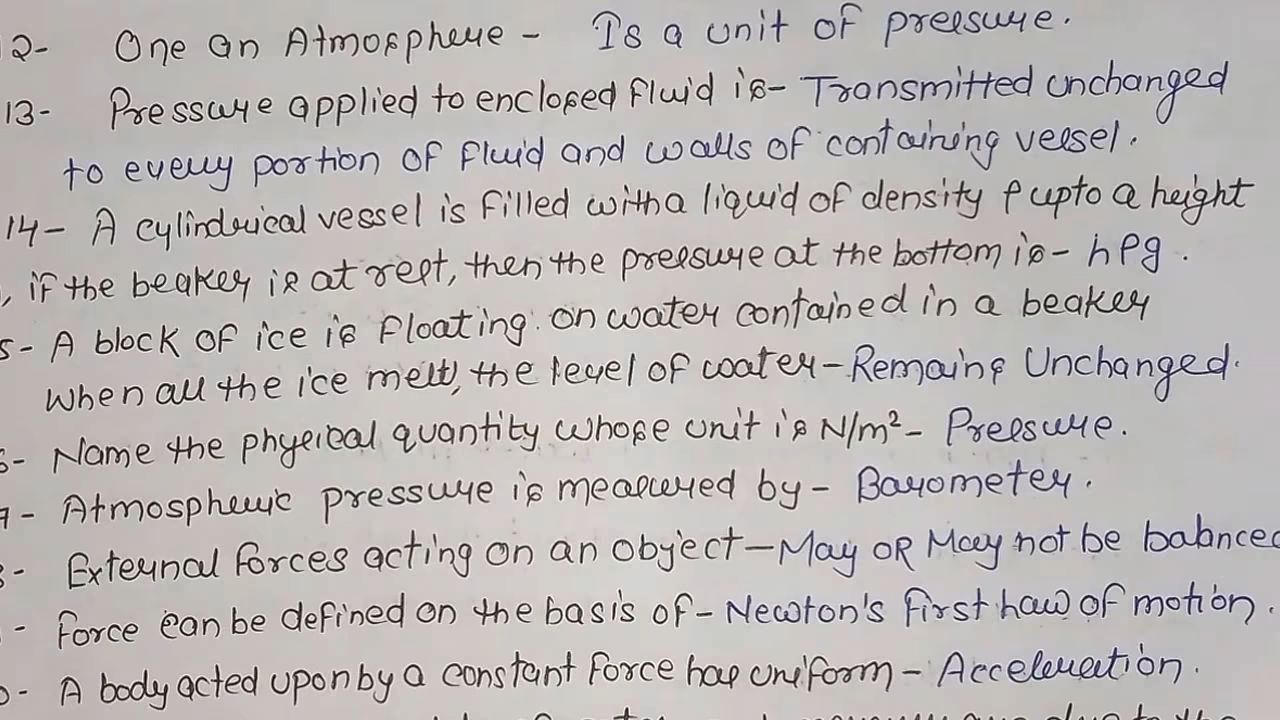 2- One an Atmosphere - Is a unit of pressure.
13- Pressure applied to enclosed fluid is- Transmitted unchanged
to every portion of fluid and walls of containing vessel.
14- A cylindrical vessel is filled with a liquid of density ρ upto a height
, if the beaker is at rest, then the pressure at the bottom is - hρg.
5- A block of ice is floating on water contained in a beaker
when all the ice melt, the level of water - Remains Unchanged.
6- Name the physical quantity whose unit is N/m² - Pressure.
7- Atmospheric pressure is measured by - Barometer.
8- External forces acting on an object - May OR May not be balanced
- Force can be defined on the basis of - Newton's first Law of motion.
0- A body acted upon by a constant force has uniform - Acceleration.